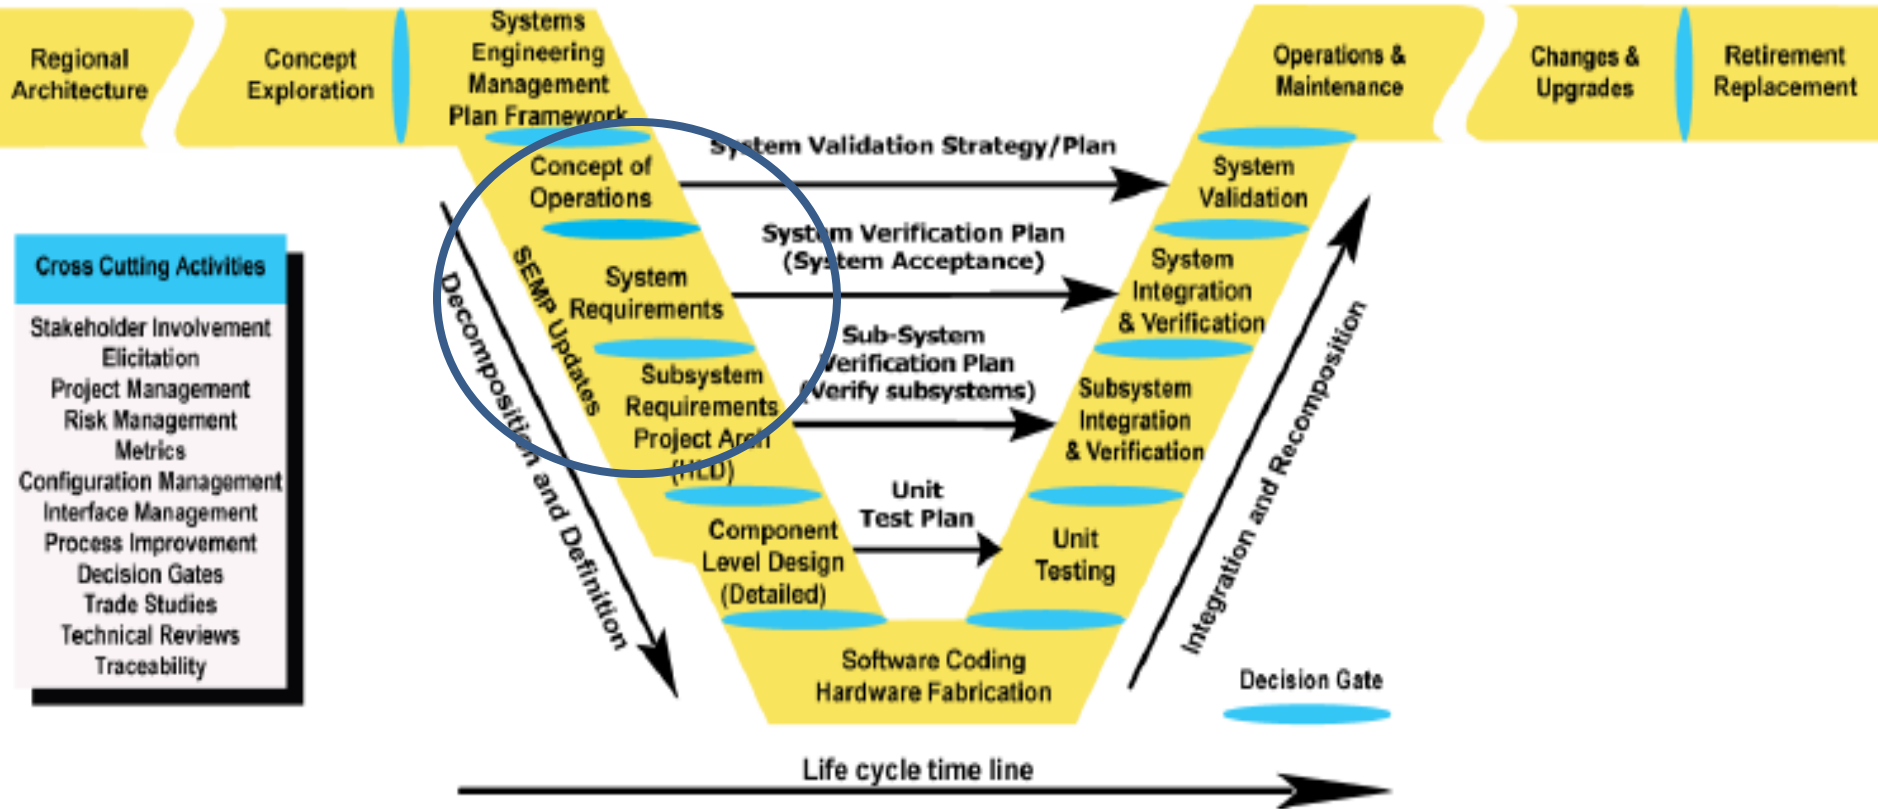 Regional
Architecture
Concept
Exploration
Systems
Engineering
Management
Plan Framework
Operations &
Maintenance
Changes &
Upgrades
Retirement
Replacement
Concept of
Operations
System Validation Strategy/Plan
System
Validation
System
Requirements
System Verification Plan
(System Acceptance)
System
Integration
& Verification
Subsystem
Requirements
Project Arch
(HLD)
Sub-System
Verification Plan
(Verify subsystems)
Subsystem
Integration
& Verification
Component
Level Design
(Detailed)
Unit
Test Plan
Unit
Testing
Software Coding
Hardware Fabrication
SEMP Updates
Decomposition and Definition
Integration and Recomposition
Cross Cutting Activities
Stakeholder Involvement
Elicitation
Project Management
Risk Management
Metrics
Configuration Management
Interface Management
Process Improvement
Decision Gates
Trade Studies
Technical Reviews
Traceability
Decision Gate
Life cycle time line